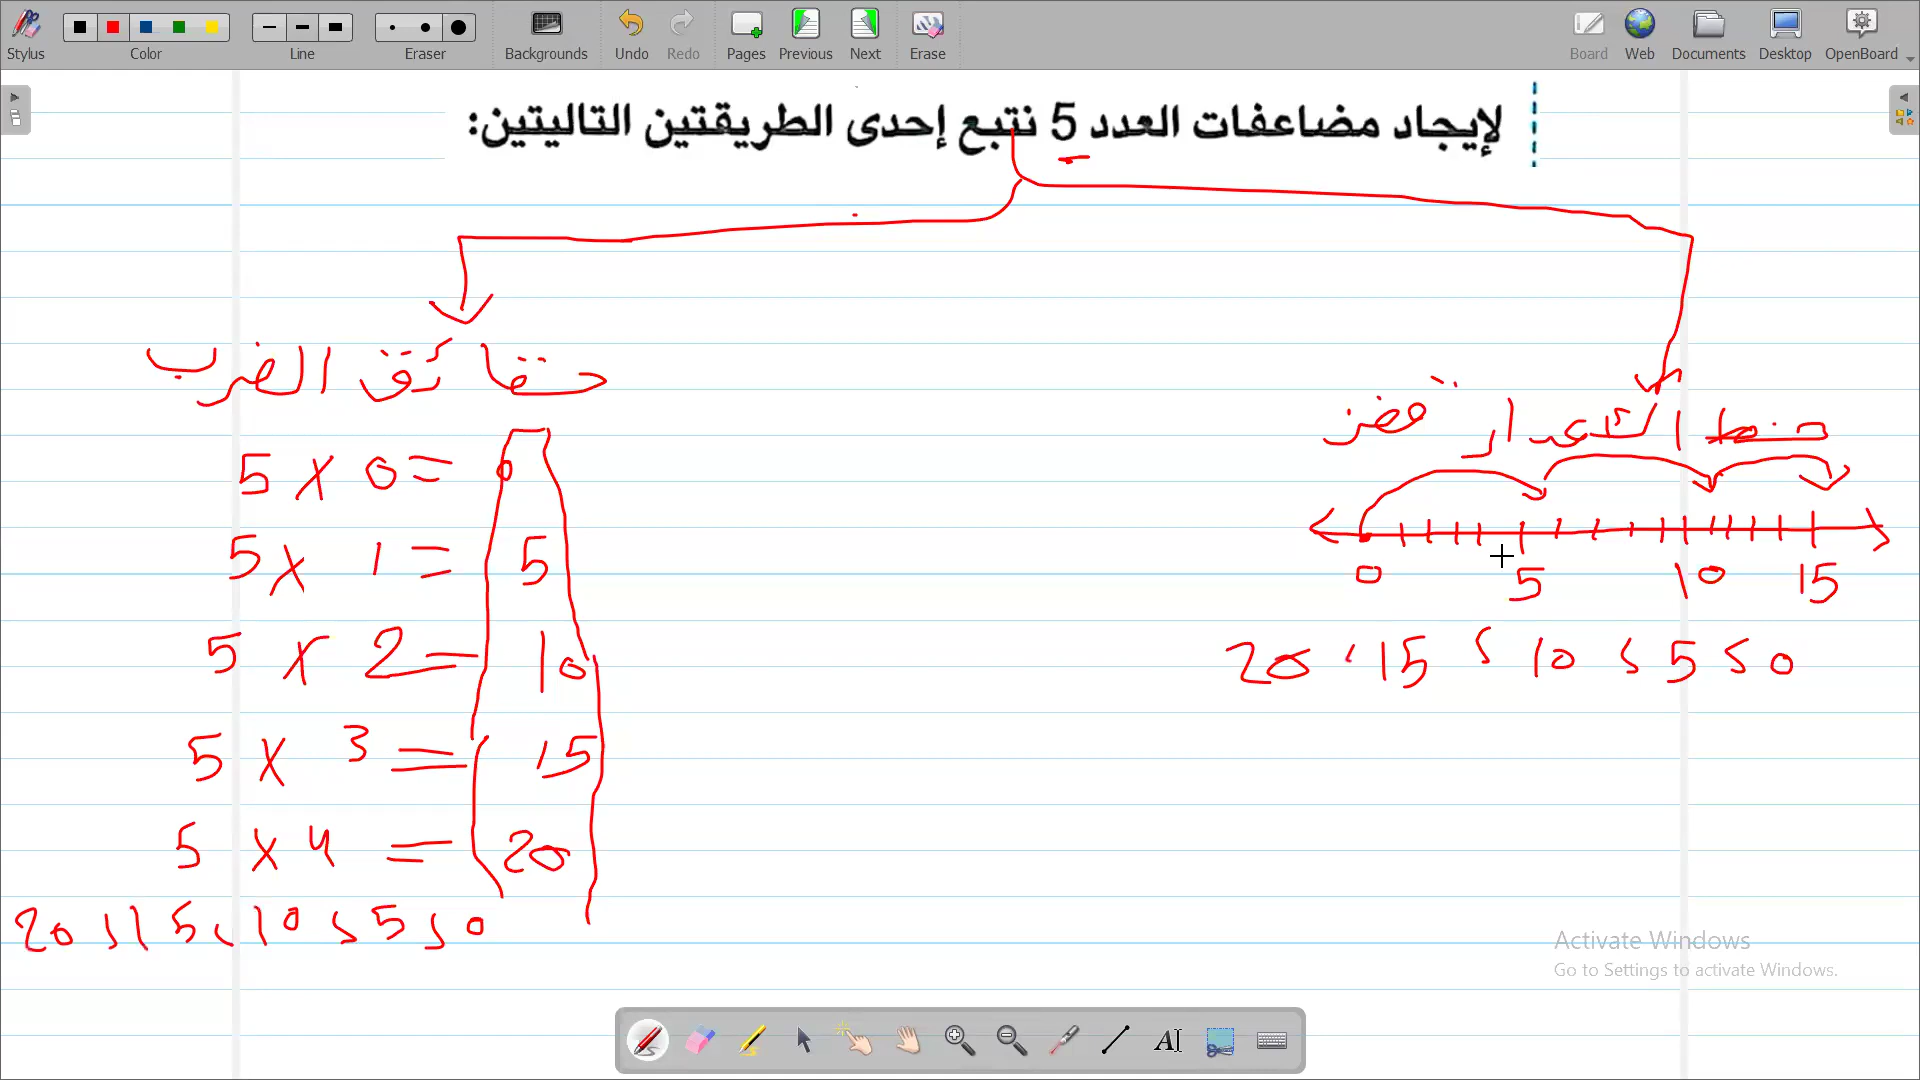 Stylus Color Line Eraser Backgrounds Undo Redo Pages Previous Next Erase Board Web Documents Desktop OpenBoard
لإيجاد مضاعفات العدد 5 نتبع إحدى الطريقتين التاليتين:
خط الأعداد قفز
0 5 10 15
0 ، 5 ، 10 ، 15 ، 20
حقائق الضرب
5 x 0 = 0
5 x 1 = 5
5 x 2 = 10
5 x 3 = 15
5 x 4 = 20
0 ، 5 ، 10 ، 15 ، 20
Activate Windows
Go to Settings to activate Windows.